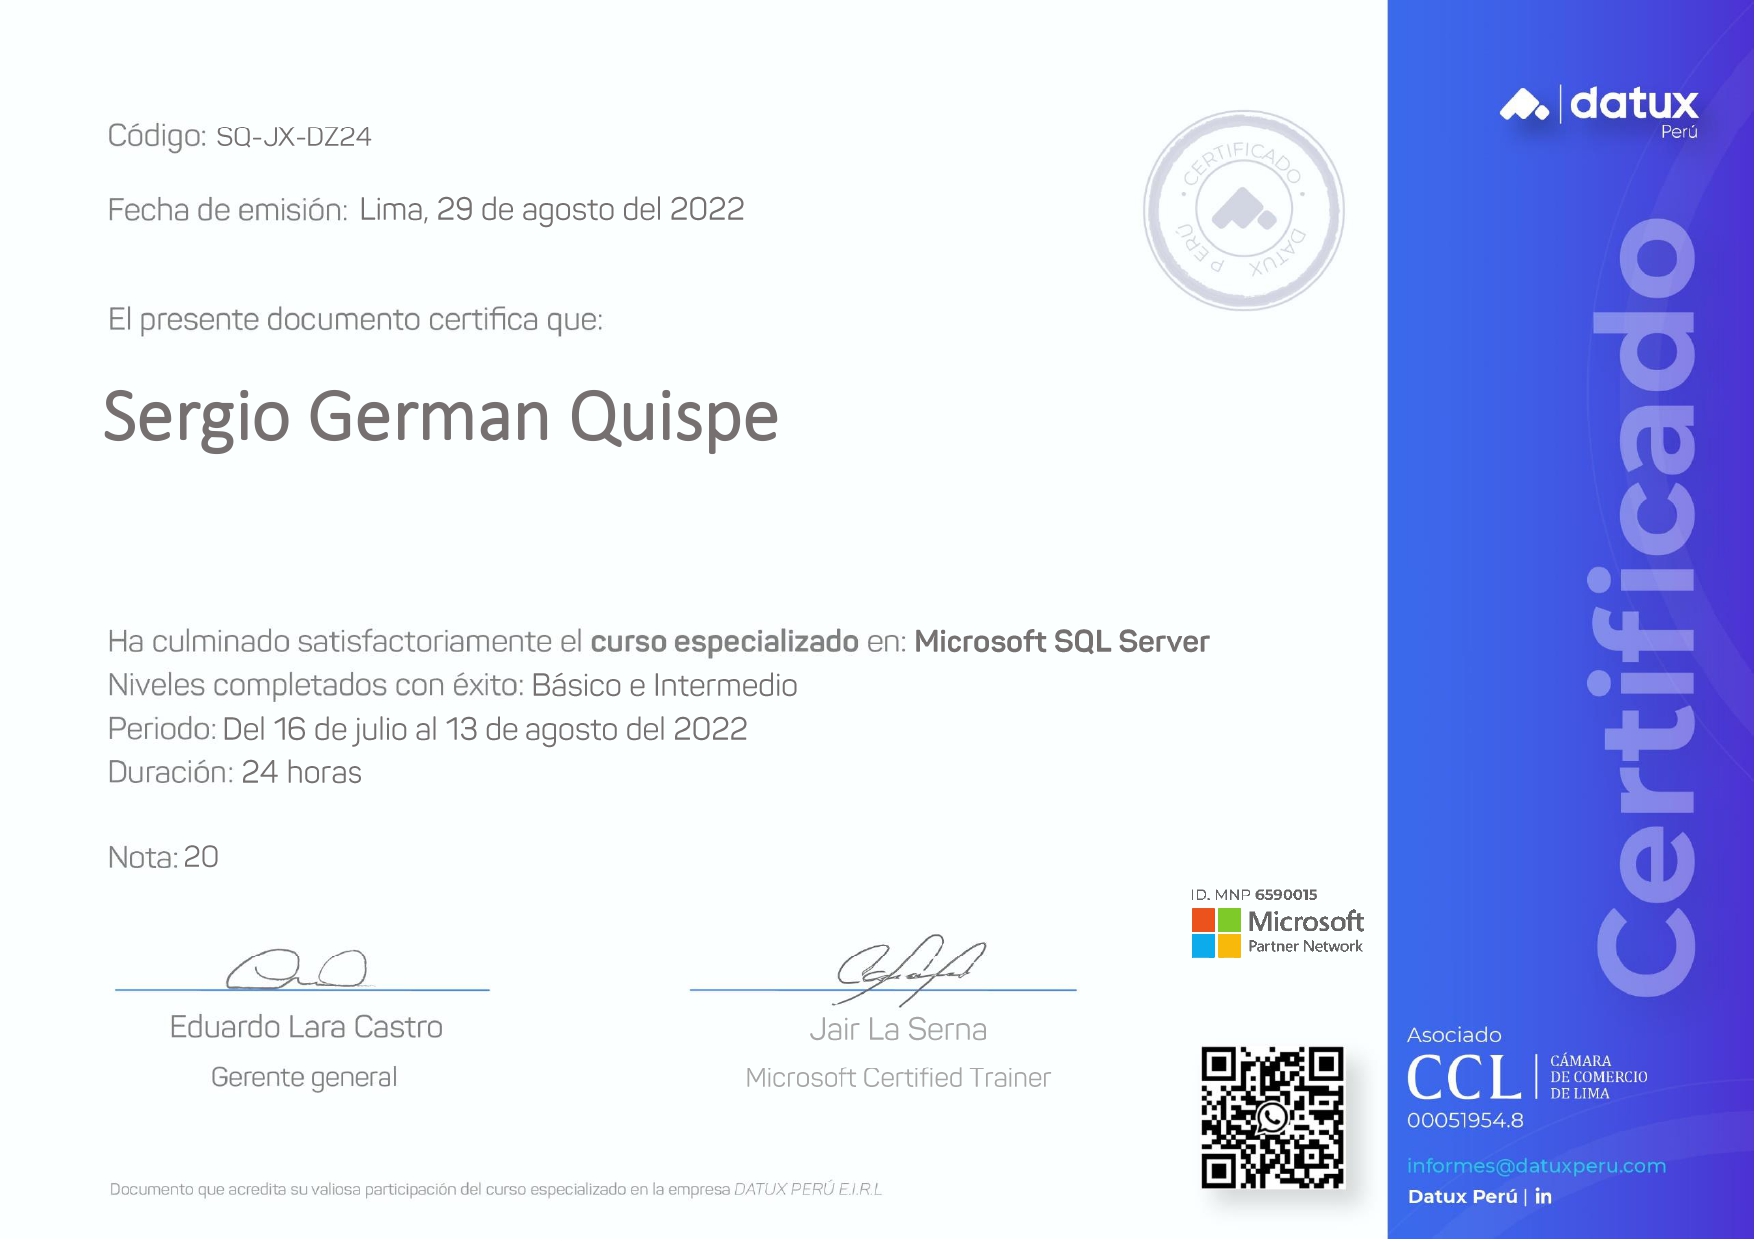 Código: SQ-JX-DZ24
Fecha de emisión: Lima, 29 de agosto del 2022
CERTIFICADO
DATUX PERÚ
El presente documento certifica que:
Sergio German Quispe
Ha culminado satisfactoriamente el curso especializado en: Microsoft SQL Server
Niveles completados con éxito: Básico e Intermedio
Periodo: Del 16 de julio al 13 de agosto del 2022
Duración: 24 horas
Nota: 20
ID. MNP 6590015
Microsoft
Partner Network
Eduardo Lara Castro
Gerente general
Jair La Serna
Microsoft Certified Trainer
Documento que acredita su valiosa participación del curso especializado en la empresa DATUX PERÚ E.I.R.L
datux
Perú
Certificado
Asociado
CCL
CÁMARA
DE COMERCIO
DE LIMA
00051954.8
informes@datuxperu.com
Datux Perú | in